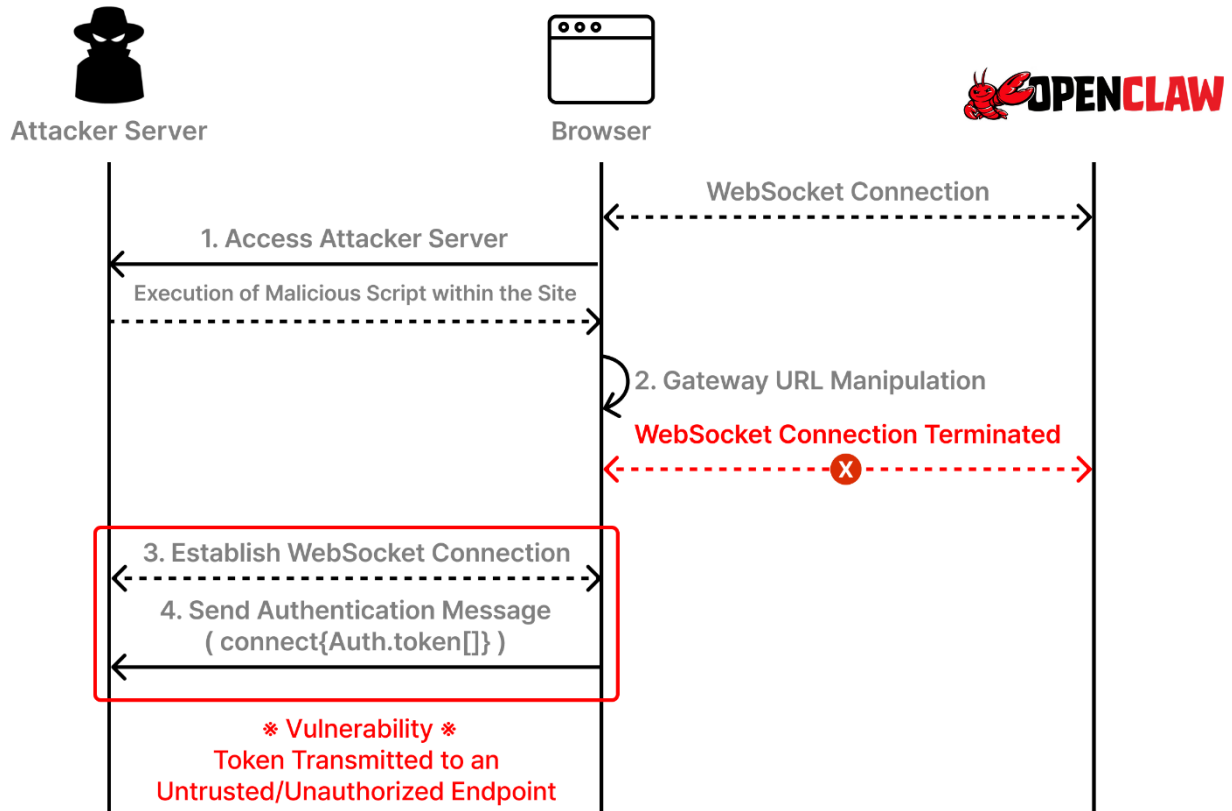 Attacker Server
Browser
OPENCLAW
WebSocket Connection
1. Access Attacker Server
Execution of Malicious Script within the Site
2. Gateway URL Manipulation
WebSocket Connection Terminated
X
3. Establish WebSocket Connection
4. Send Authentication Message
( connect{Auth.token[]} )
※ Vulnerability ※
Token Transmitted to an
Untrusted/Unauthorized Endpoint